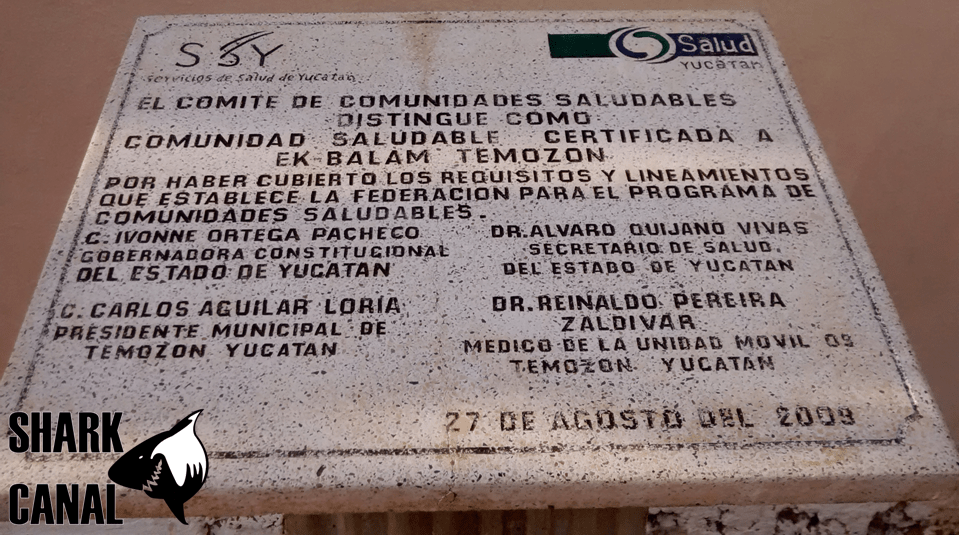 SSY
Servicios de Salud de Yucatan
Salud
YUCATAN
EL COMITE DE COMUNIDADES SALUDABLES
DISTINGUE COMO
COMUNIDAD SALUDABLE CERTIFICADA A
EK-BALAM TEMOZON
POR HABER CUBIERTO LOS REQUISITOS Y LINEAMIENTOS
QUE ESTABLECE LA FEDERACION PARA EL PROGRAMA DE
COMUNIDADES SALUDABLES.
C. IVONNE ORTEGA PACHECO
GOBERNADORA CONSTITUCIONAL
DEL ESTADO DE YUCATAN
DR. ALVARO QUIJANO VIVAS
SECRETARIO DE SALUD.
DEL ESTADO DE YUCATAN
C. CARLOS AGUILAR LORIA
PRESIDENTE MUNICIPAL DE
TEMOZON YUCATAN
DR. REINALDO PEREIRA
ZALDIVAR
MEDICO DE LA UNIDAD MOVIL 05
TEMOZON YUCATAN
27 DE AGOSTO DEL 2009
SHARK
CANAL